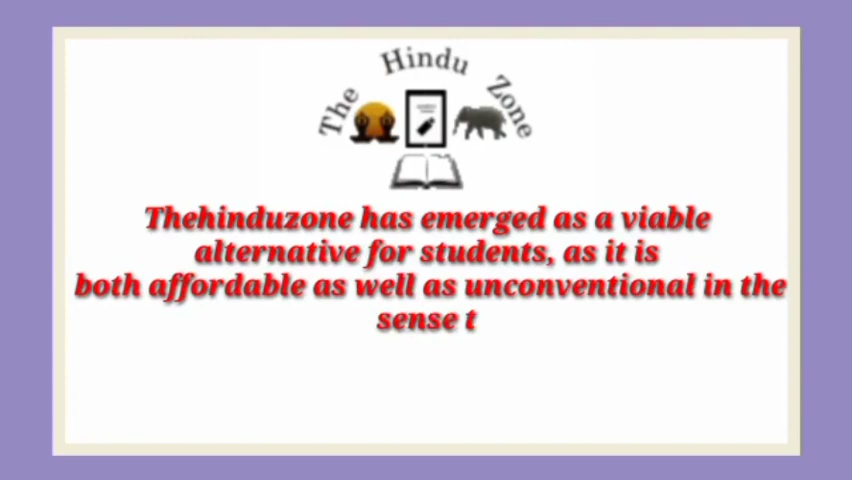 The Hindu Zone
Thehinduzone has emerged as a viable
alternative for students, as it is
both affordable as well as unconventional in the
sense t